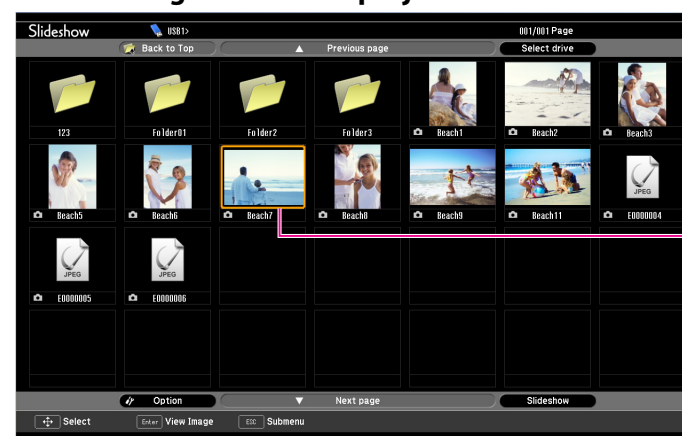 Slideshow USB1> 001/001 Page
Back to Top Previous page Select drive
123 Folder01 Folder2 Folder3 Beach1 Beach2 Beach3
JPEG
Beach5 Beach6 Beach7 Beach8 Beach9 Beach11 E0000004
JPEG JPEG
E0000005 E0000006
Option Next page Slideshow
Select Enter View Image ESC Submenu